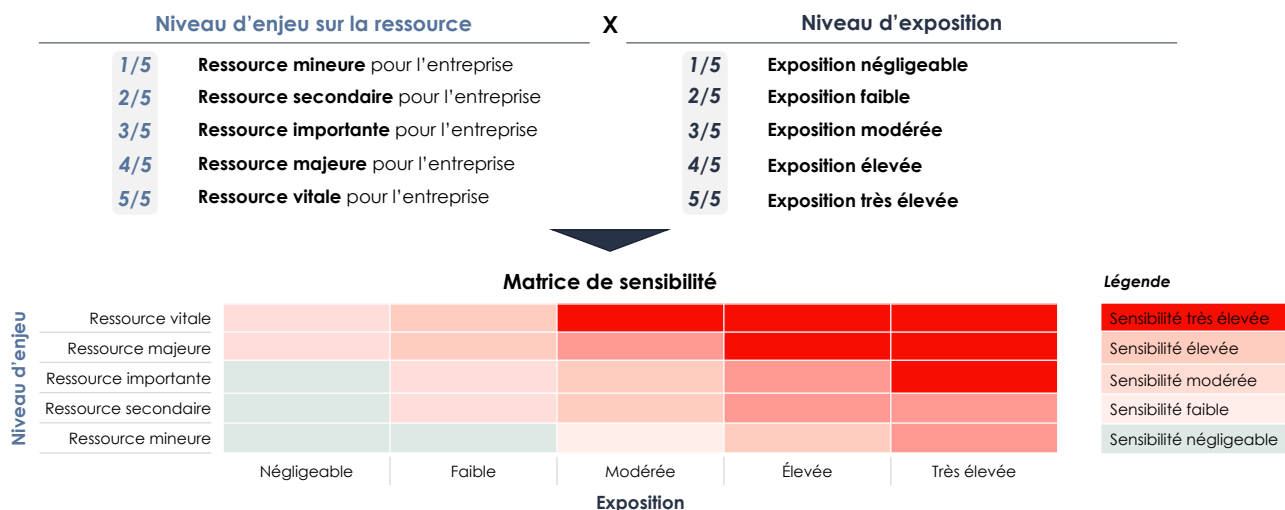 Niveau d'enjeu sur la ressource X Niveau d'exposition
1/5 Ressource mineure pour l'entreprise
2/5 Ressource secondaire pour l'entreprise
3/5 Ressource importante pour l'entreprise
4/5 Ressource majeure pour l'entreprise
5/5 Ressource vitale pour l'entreprise
1/5 Exposition négligeable
2/5 Exposition faible
3/5 Exposition modérée
4/5 Exposition élevée
5/5 Exposition très élevée
Matrice de sensibilité
Niveau d'enjeu
Ressource vitale
Ressource majeure
Ressource importante
Ressource secondaire
Ressource mineure
Négligeable Faible Modérée Élevée Très élevée
Exposition
Légende
Sensibilité très élevée
Sensibilité élevée
Sensibilité modérée
Sensibilité faible
Sensibilité négligeable